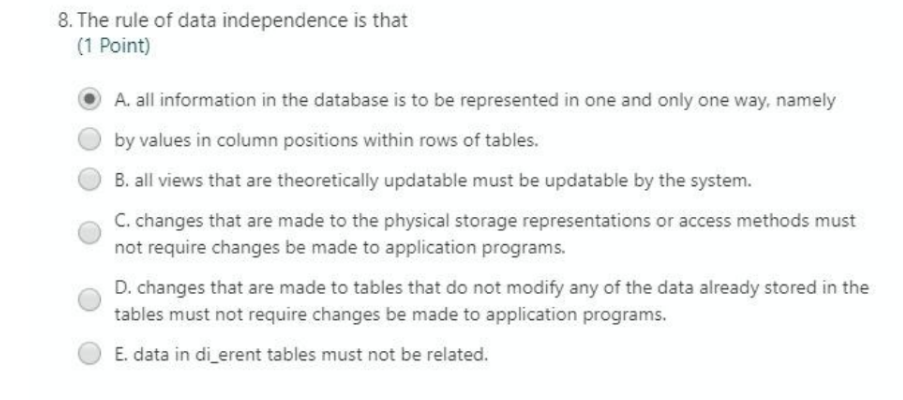 8. The rule of data independence is that
(1 Point)
A. all information in the database is to be represented in one and only one way, namely
by values in column positions within rows of tables.
B. all views that are theoretically updatable must be updatable by the system.
C. changes that are made to the physical storage representations or access methods must
not require changes be made to application programs.
D. changes that are made to tables that do not modify any of the data already stored in the
tables must not require changes be made to application programs.
E. data in di_erent tables must not be related.